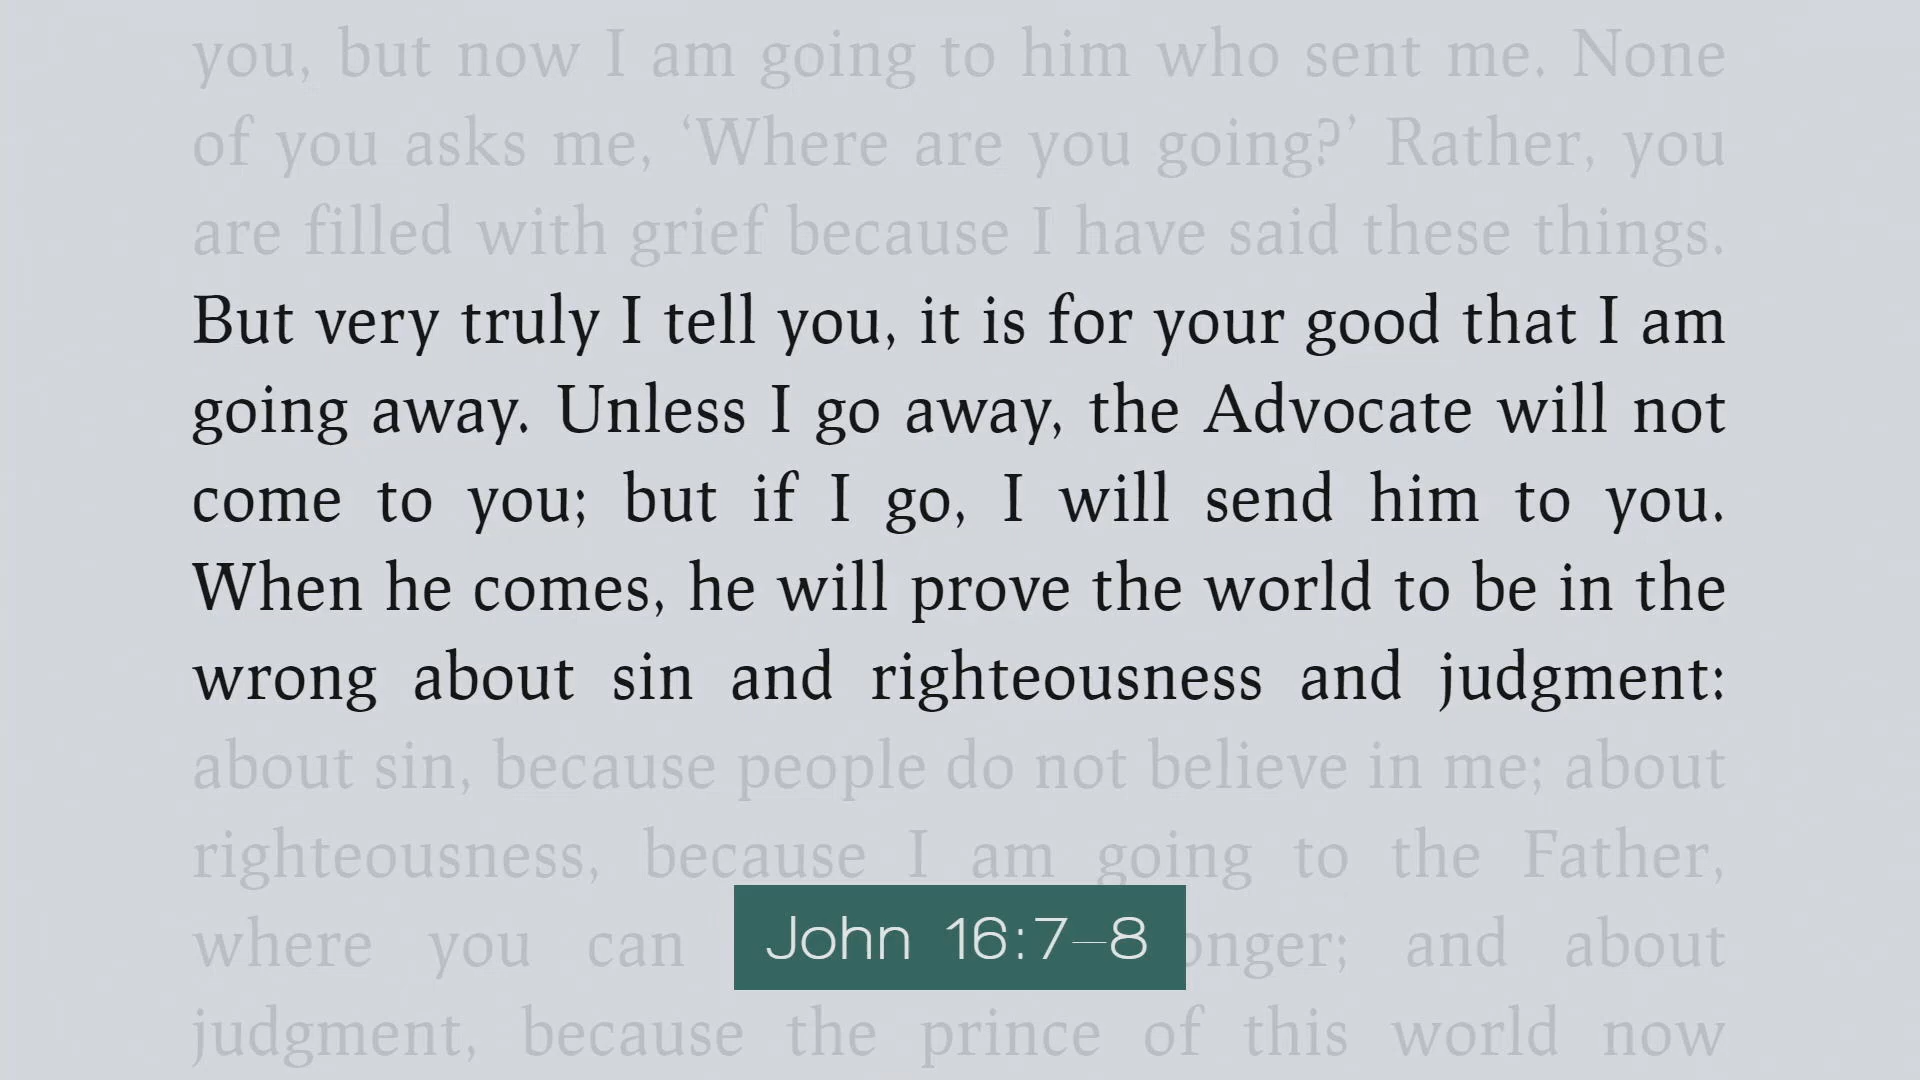 you, but now I am going to him who sent me. None
of you asks me, ‘Where are you going?’ Rather, you
are filled with grief because I have said these things.
But very truly I tell you, it is for your good that I am
going away. Unless I go away, the Advocate will not
come to you; but if I go, I will send him to you.
When he comes, he will prove the world to be in the
wrong about sin and righteousness and judgment:
about sin, because people do not believe in me; about
righteousness, because I am going to the Father,
where you can onger; and about
John 16:7–8
judgment, because the prince of this world now